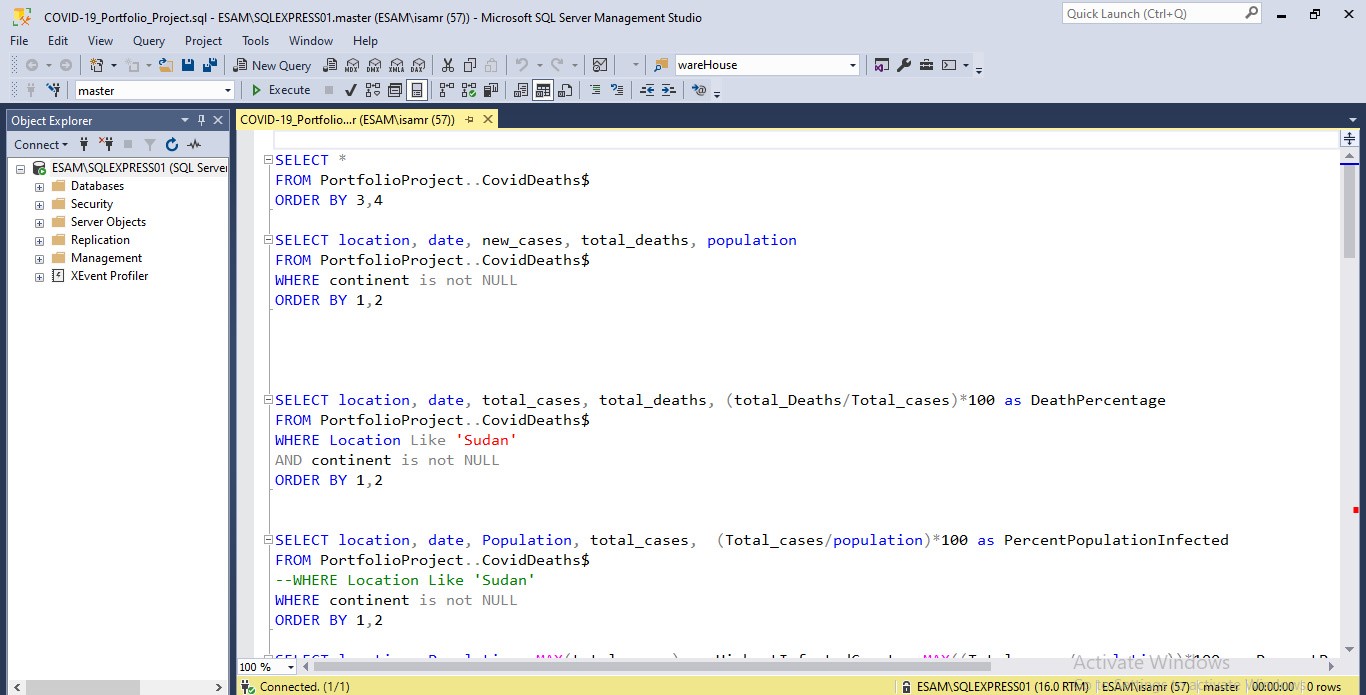 COVID-19_Portfolio_Project.sql - ESAM\SQLEXPRESS01.master (ESAM\isamr (57)) - Microsoft SQL Server Management Studio
Quick Launch (Ctrl+Q)
File Edit View Query Project Tools Window Help
New Query MDX DMX XMLA DAX wareHouse
master Execute
Object Explorer
COVID-19_Portfolio...r (ESAM\isamr (57))
Connect
ESAM\SQLEXPRESS01 (SQL Server
Databases
Security
Server Objects
Replication
Management
XEvent Profiler
SELECT *
FROM PortfolioProject..CovidDeaths$
ORDER BY 3,4
SELECT location, date, new_cases, total_deaths, population
FROM PortfolioProject..CovidDeaths$
WHERE continent is not NULL
ORDER BY 1,2
SELECT location, date, total_cases, total_deaths, (total_Deaths/Total_cases)*100 as DeathPercentage
FROM PortfolioProject..CovidDeaths$
WHERE Location Like 'Sudan'
AND continent is not NULL
ORDER BY 1,2
SELECT location, date, Population, total_cases,  (Total_cases/population)*100 as PercentPopulationInfected
FROM PortfolioProject..CovidDeaths$
--WHERE Location Like 'Sudan'
WHERE continent is not NULL
ORDER BY 1,2
100 %
Activate Windows
Connected. (1/1)
ESAM\SQLEXPRESS01 (16.0 RTM) ESAM\isamr (57) master 00:00:00 0 rows